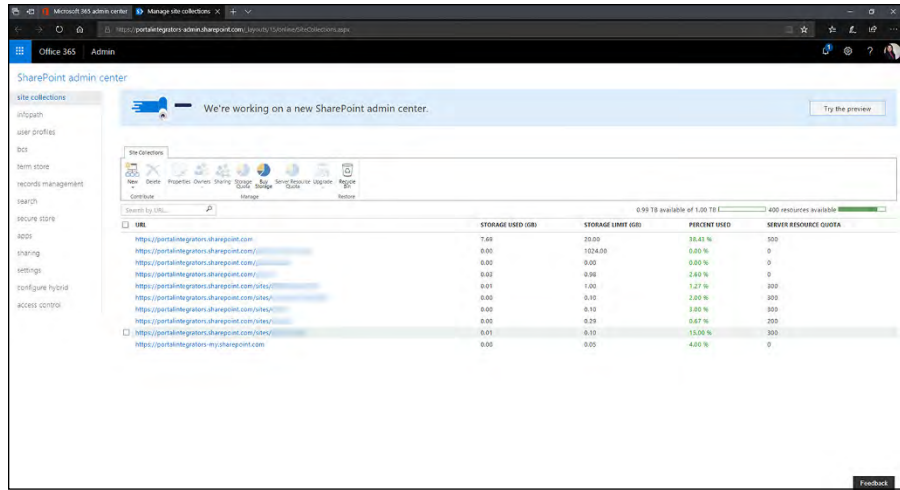 Microsoft 365 admin center
Manage site collections
https://portalintegrators-admin.sharepoint.com/_layouts/15/online/SiteCollections.aspx
Office 365 Admin
SharePoint admin center
site collections
infopath
user profiles
bcs
term store
records management
search
secure store
apps
sharing
settings
configure hybrid
access control
We're working on a new SharePoint admin center.
Try the preview
Site Collections
New Delete Properties Owners Sharing Storage Quota Buy Storage Server Resource Quota Upgrade Recycle Bin
Contribute Manage Restore
Search by URL...
0.99 TB available of 1.00 TB
400 resources available
URL STORAGE USED (GB) STORAGE LIMIT (GB) PERCENT USED SERVER RESOURCE QUOTA
https://portalintegrators.sharepoint.com 7.69 20.00 38.43 % 500
https://portalintegrators.sharepoint.com/ 0.00 1024.00 0.00 % 0
https://portalintegrators.sharepoint.com/ 0.00 0.00 0.00 % 0
https://portalintegrators.sharepoint.com/ 0.03 0.98 2.60 % 0
https://portalintegrators.sharepoint.com/sites/ 0.01 1.00 1.27 % 300
https://portalintegrators.sharepoint.com/sites/ 0.00 0.10 2.00 % 300
https://portalintegrators.sharepoint.com/sites/ 0.00 0.10 3.00 % 300
https://portalintegrators.sharepoint.com/sites/ 0.00 0.29 0.67 % 200
https://portalintegrators.sharepoint.com/sites/ 0.01 0.10 15.00 % 300
https://portalintegrators-my.sharepoint.com 0.00 0.05 4.00 % 0
Feedback